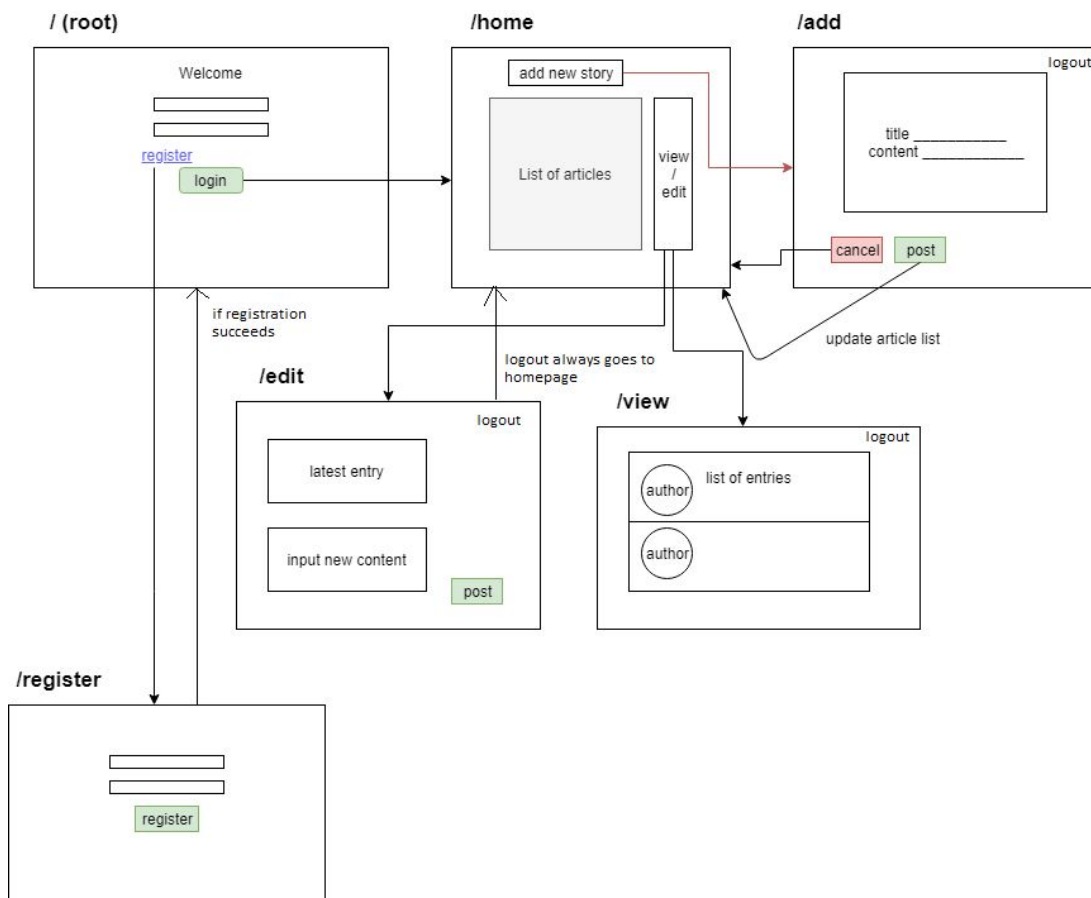 / (root)
Welcome
register
login
/home
add new story
List of articles
view
/
edit
/add
logout
title ___________
content ____________
cancel
post
if registration
succeeds
logout always goes to
homepage
update article list
/edit
logout
latest entry
input new content
post
/view
logout
author
list of entries
author
/register
register